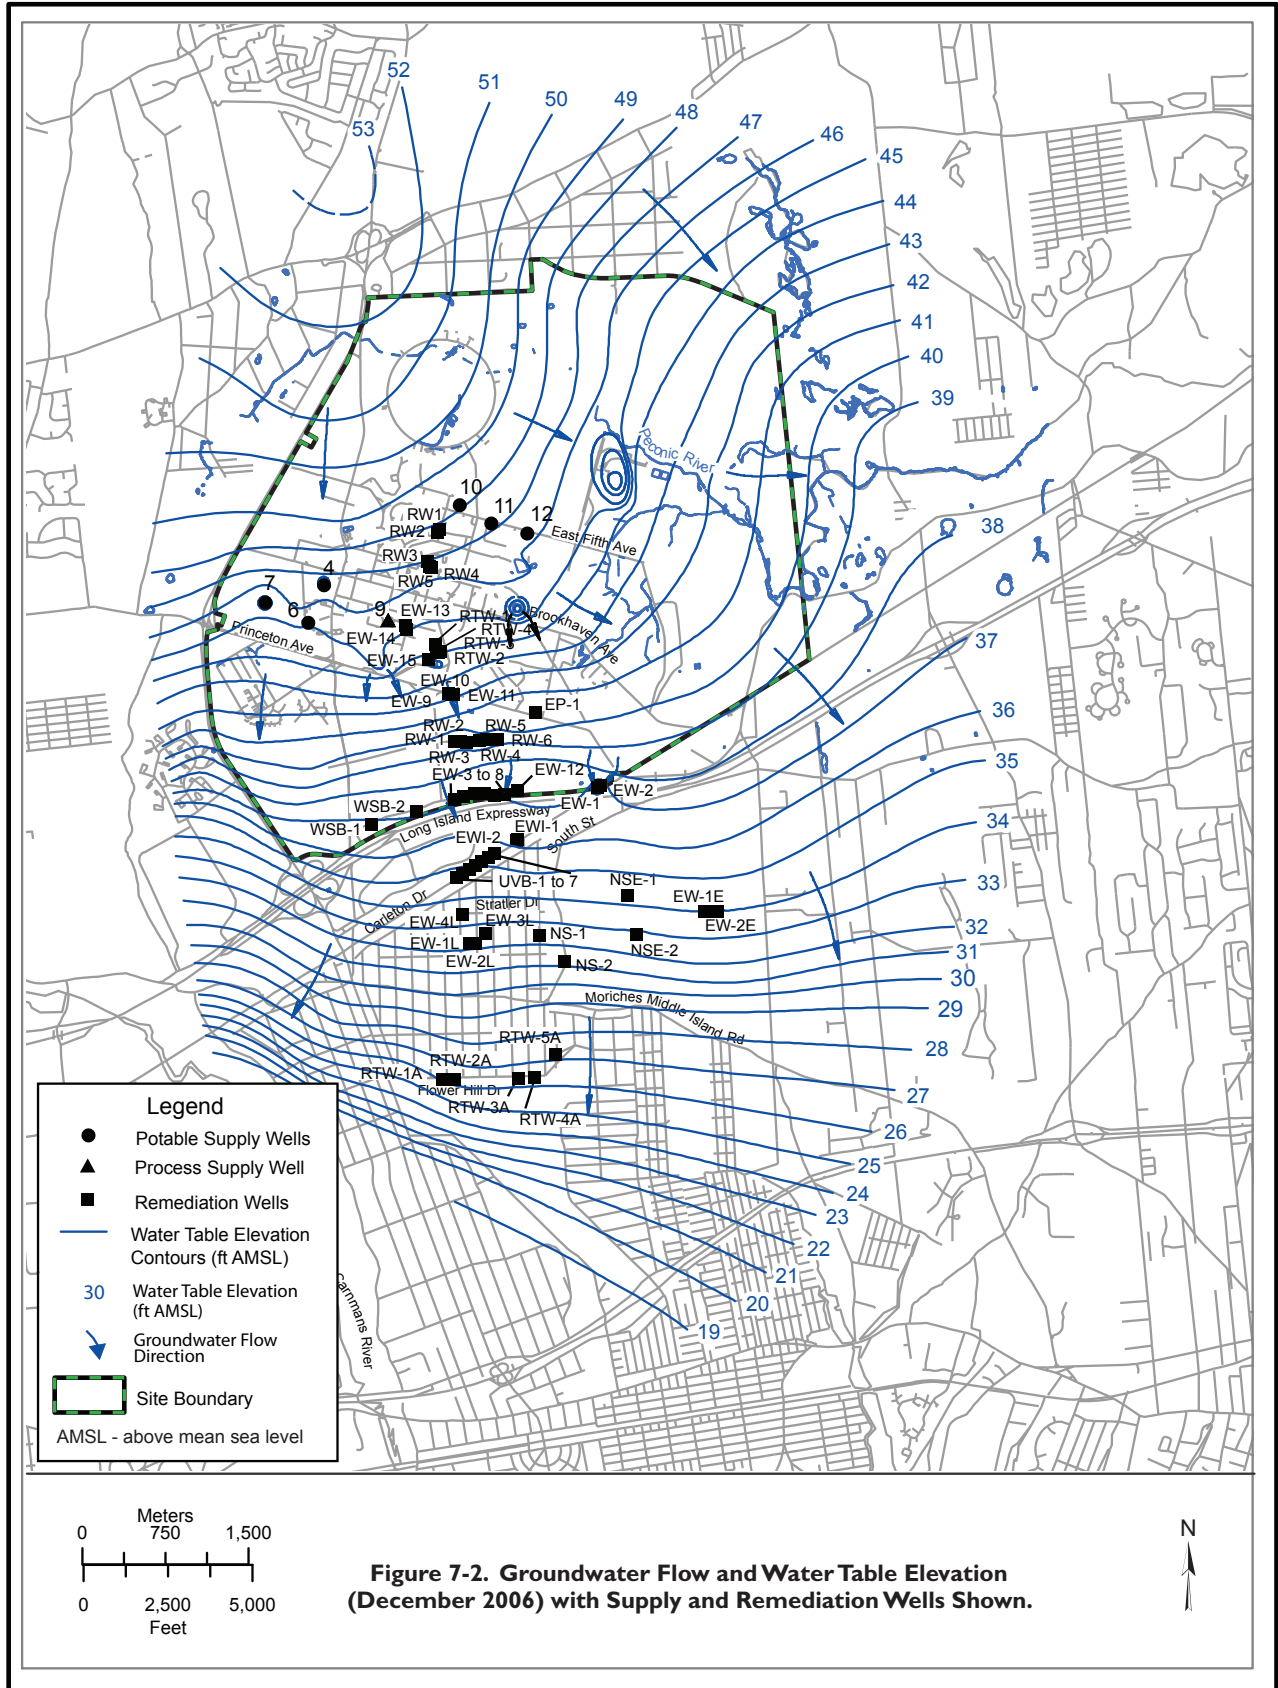 52
51
50
49
48
53
47
46
45
44
43
42
41
40
39
Peconic River
10
11
12
RW1
RW2
38
East Fifth Ave
RW3
RW4
RW5
4
7
6
9
EW-13
RTW-1
Brookhaven Ave
RTW-4
Princeton Ave
EW-14
RTW-3
37
EW-15
RTW-2
EW-10
EW-9
EW-11
EP-1
36
RW-2
RW-5
RW-1
RW-6
RW-3
RW-4
35
EW-3 to 8
EW-12
EW-2
EW-1
WSB-2
Long Island Expressway
34
WSB-1
EWI-1
South St
EWI-2
UVB-1 to 7
NSE-1
33
Carleton Dr
Stratler Dr
EW-1E
EW-4L
EW-3L
EW-2E
32
EW-1L
NS-1
NSE-2
31
EW-2L
NS-2
30
Moriches Middle Island Rd
29
RTW-5A
28
RTW-2A
RTW-1A
Flower Hill Dr
27
RTW-3A
RTW-4A
26
25
24
23
22
21
20
19
Carmmans River
Legend
Potable Supply Wells
Process Supply Well
Remediation Wells
Water Table Elevation
Contours (ft AMSL)
30 Water Table Elevation
(ft AMSL)
Groundwater Flow
Direction
Site Boundary
AMSL - above mean sea level
Meters
0 750 1,500
0 2,500 5,000
Feet
N
Figure 7-2. Groundwater Flow and Water Table Elevation
(December 2006) with Supply and Remediation Wells Shown.